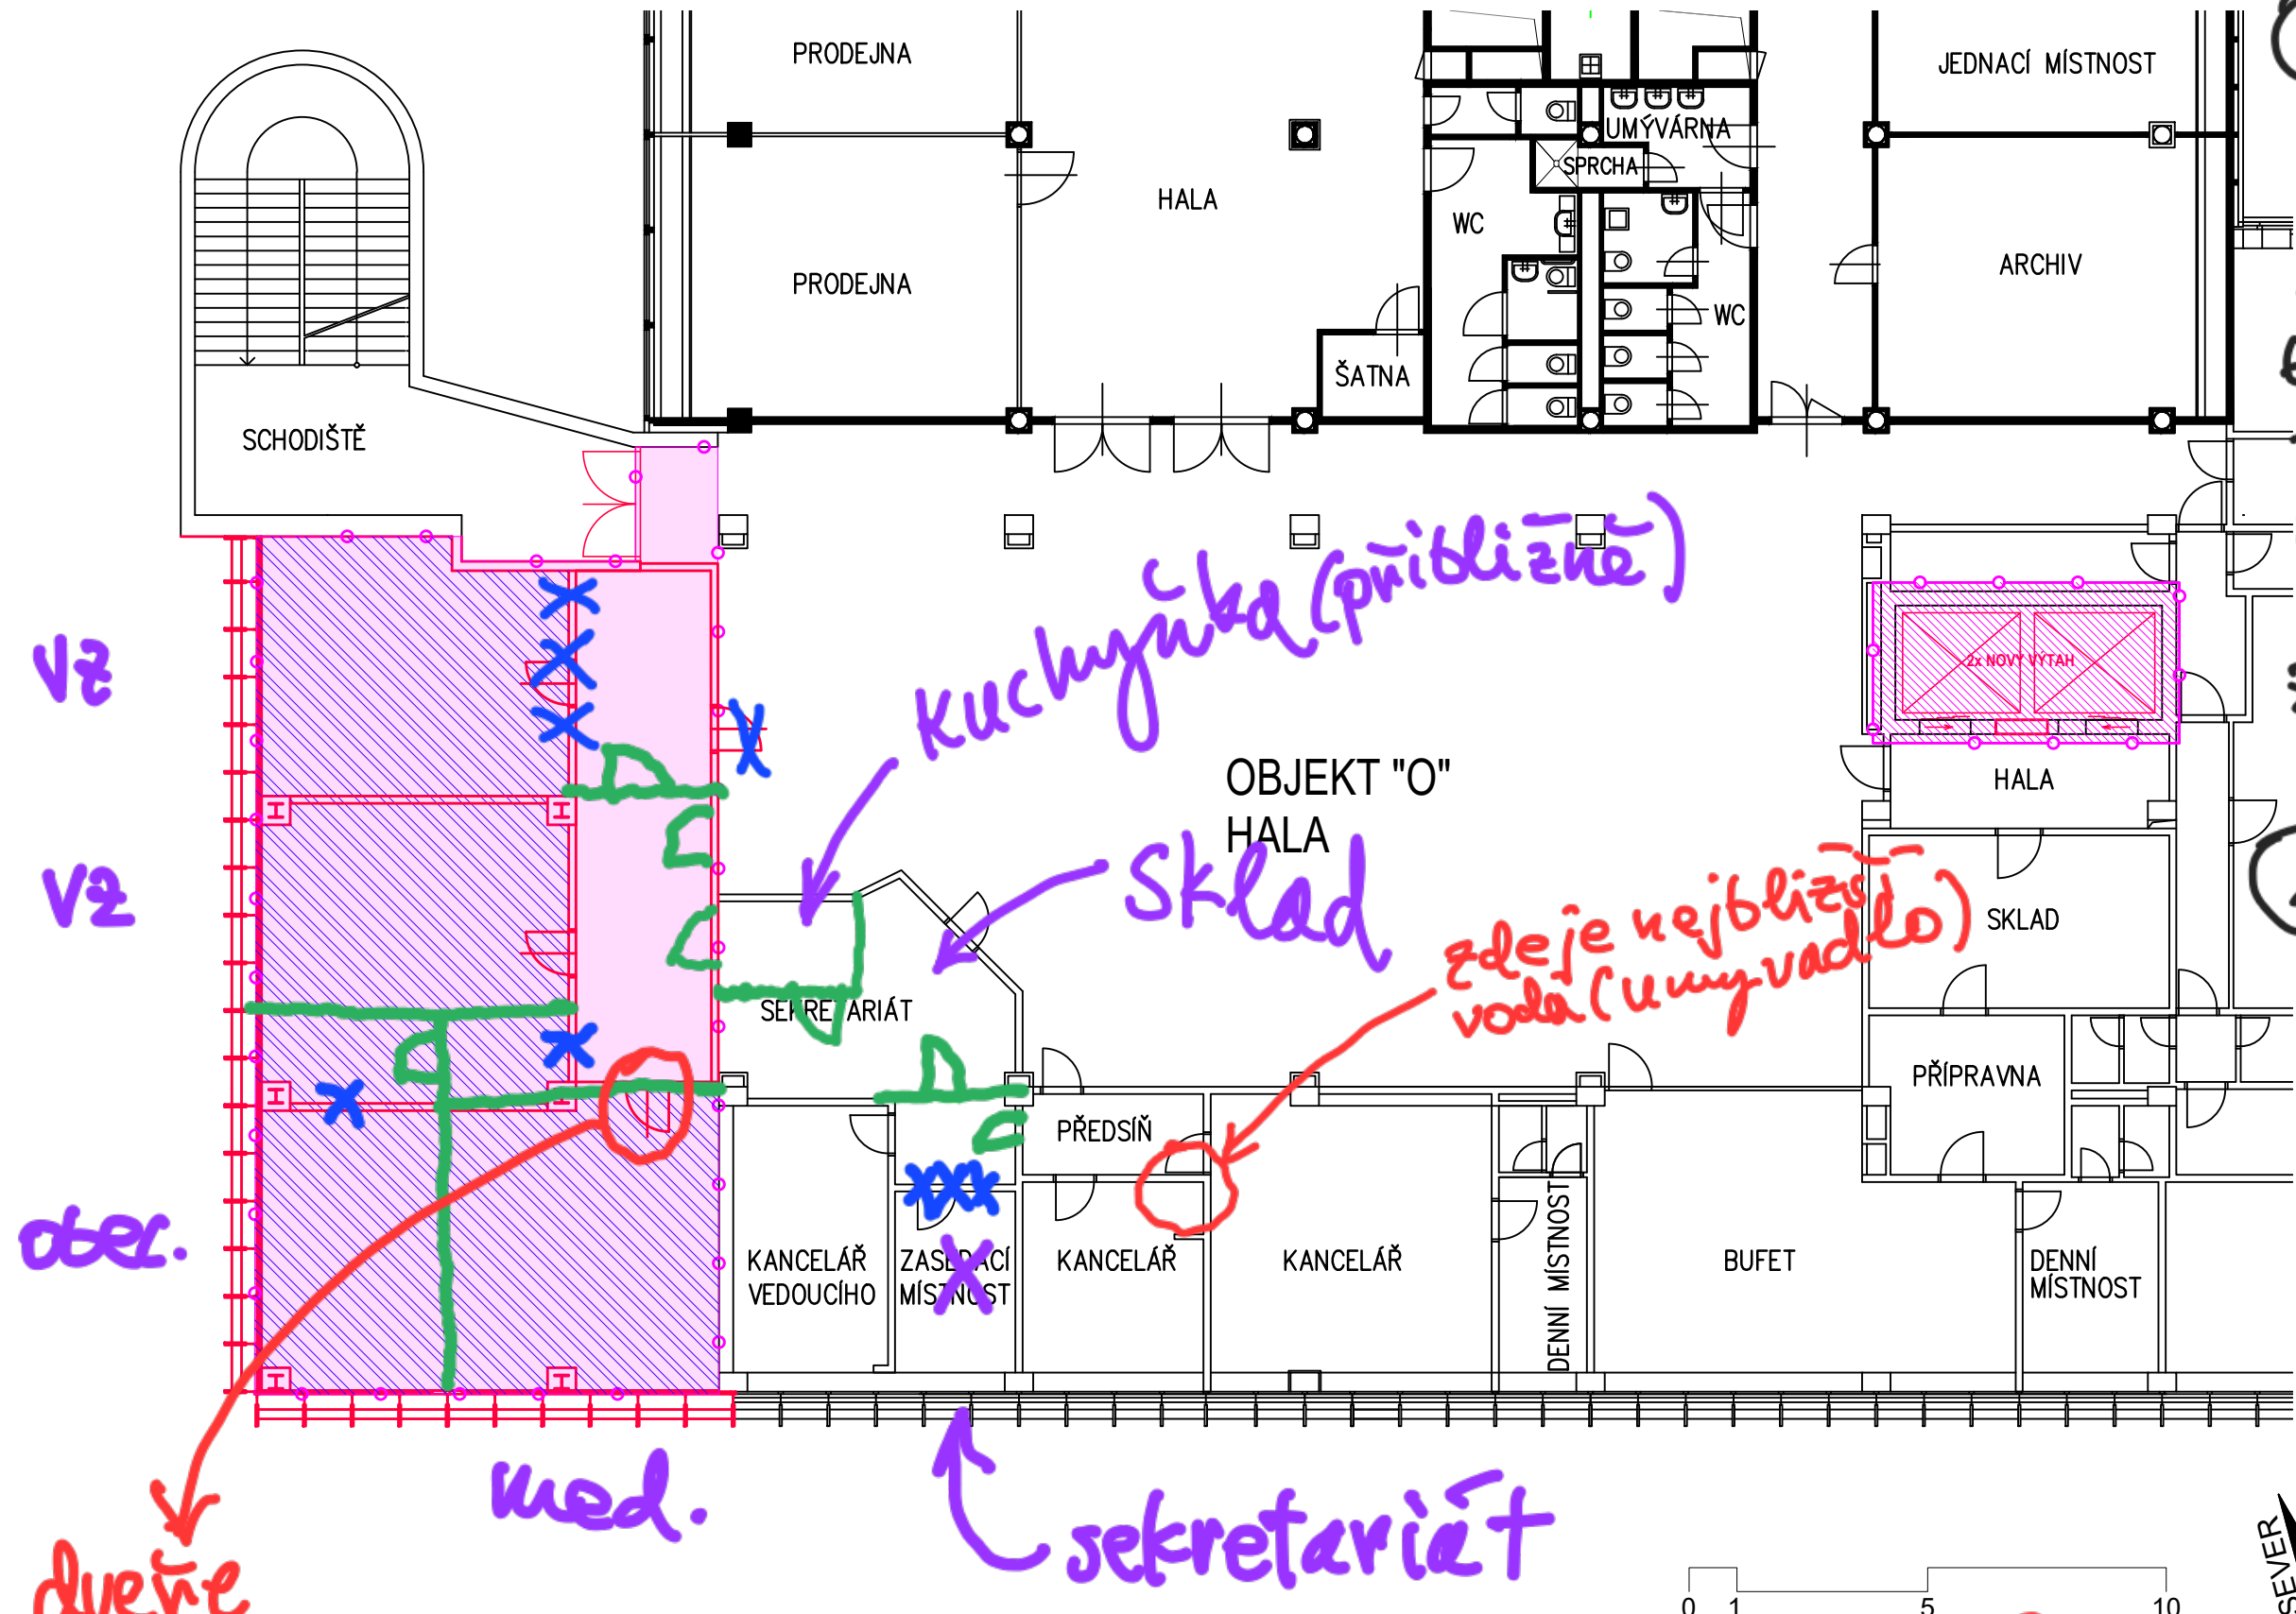 PRODEJNA
JEDNACÍ MÍSTNOST
UMÝVÁRNA
SPRCHA
HALA
WC
PRODEJNA
ARCHIV
WC
ŠATNA
SCHODIŠTĚ
kuchyňka (přibližně)
vz
2x NOVÝ VÝTAH
OBJEKT "O"
HALA
HALA
vz
sklad
SKLAD
zde je nejbližší
voda (umyvadlo)
SEKRETARIÁT
PŘÍPRAVNA
PŘEDSÍŇ
obec.
KANCELÁŘ
VEDOUCÍHO
ZASEDACÍ
MÍSTNOST
KANCELÁŘ
KANCELÁŘ
DENNÍ MÍSTNOST
BUFET
DENNÍ
MÍSTNOST
med.
sekretariát
dveře
SEVER
0 1 5 10